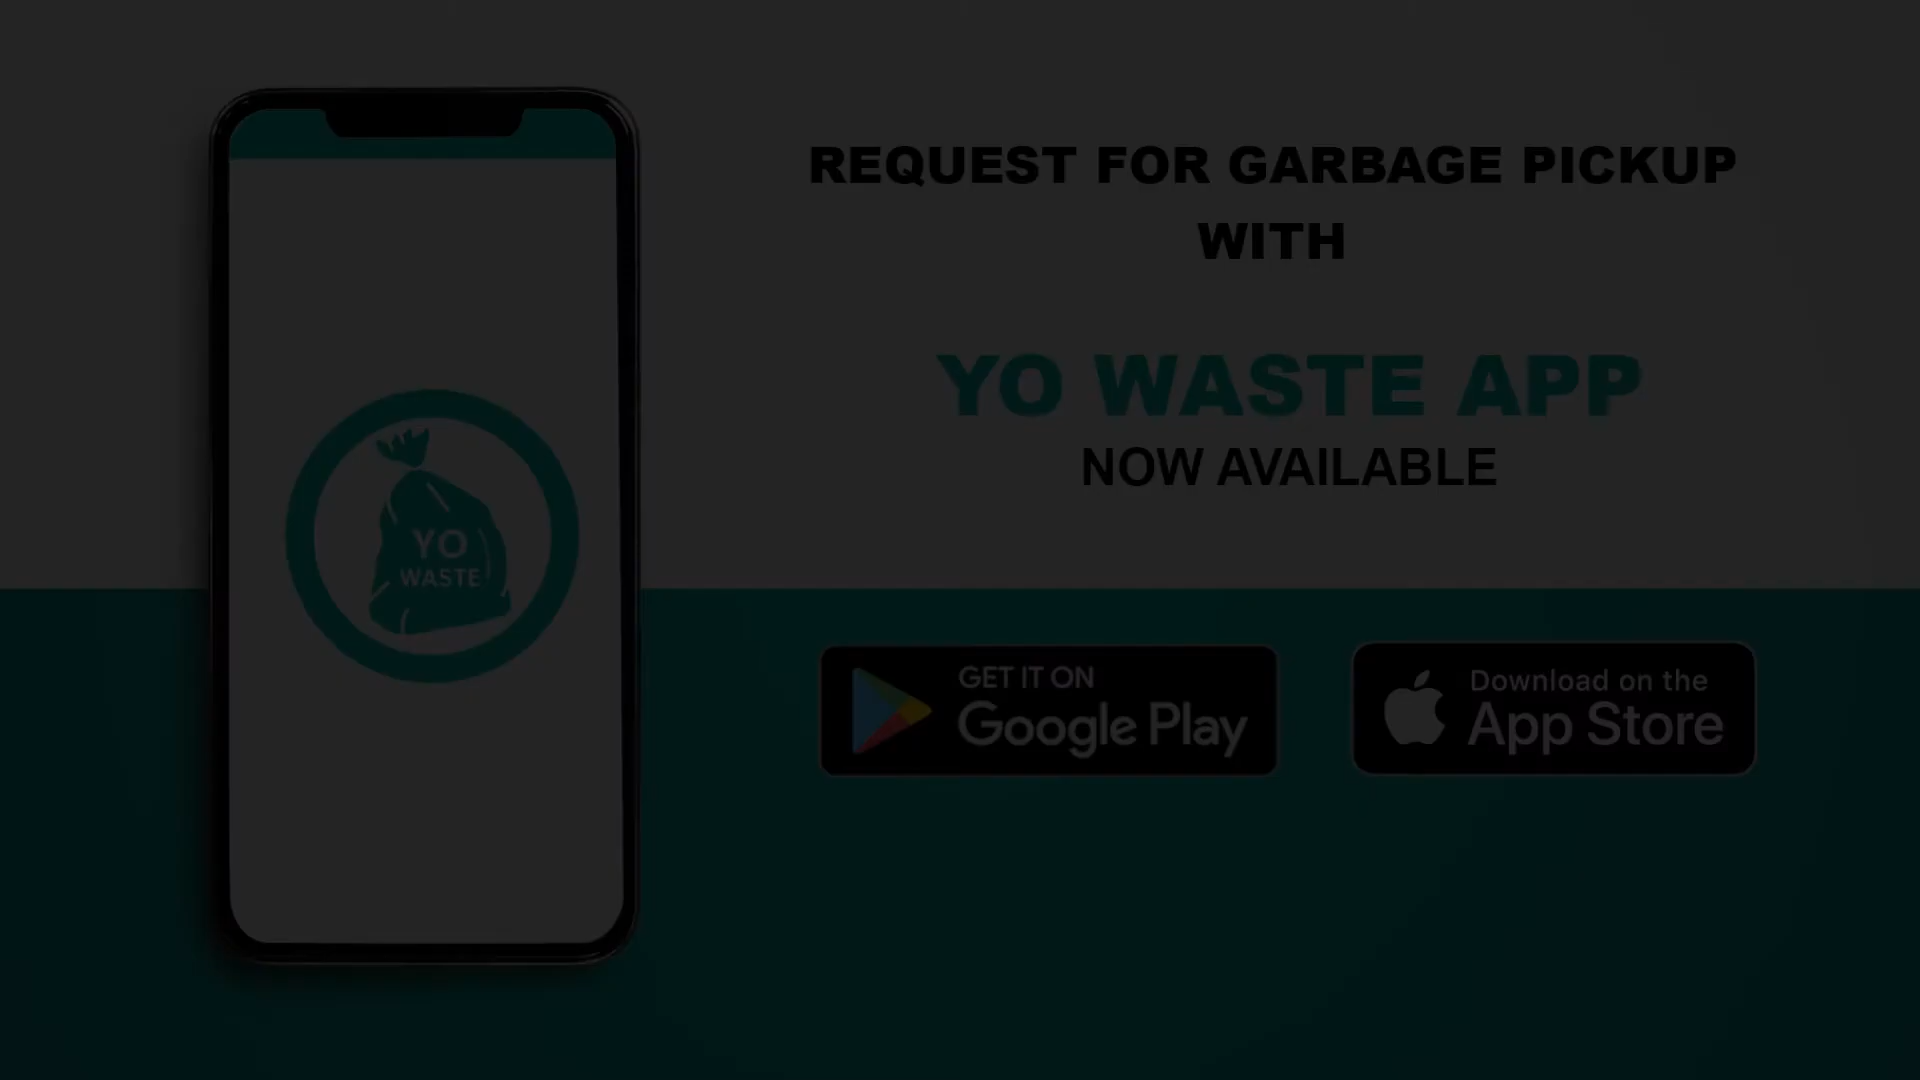 REQUEST FOR GARBAGE PICKUP
WITH
YO WASTE APP
NOW AVAILABLE
YO
WASTE
GET IT ON
Google Play
Download on the
App Store